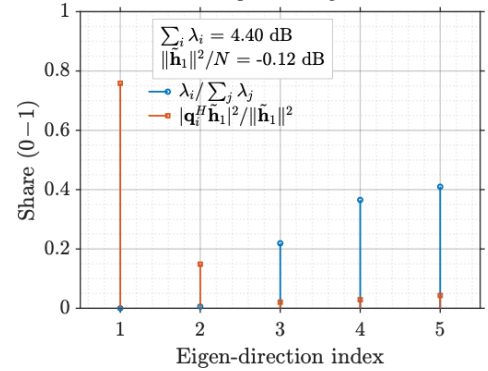 1
∑ᵢ λᵢ = 4.40 dB
‖h̃₁‖²/N = -0.12 dB
λᵢ/∑ⱼ λⱼ
|qᵢᴴh̃₁|²/‖h̃₁‖²
0.8
0.6
0.4
0.2
0
Share (0−1)
1 2 3 4 5
Eigen-direction index